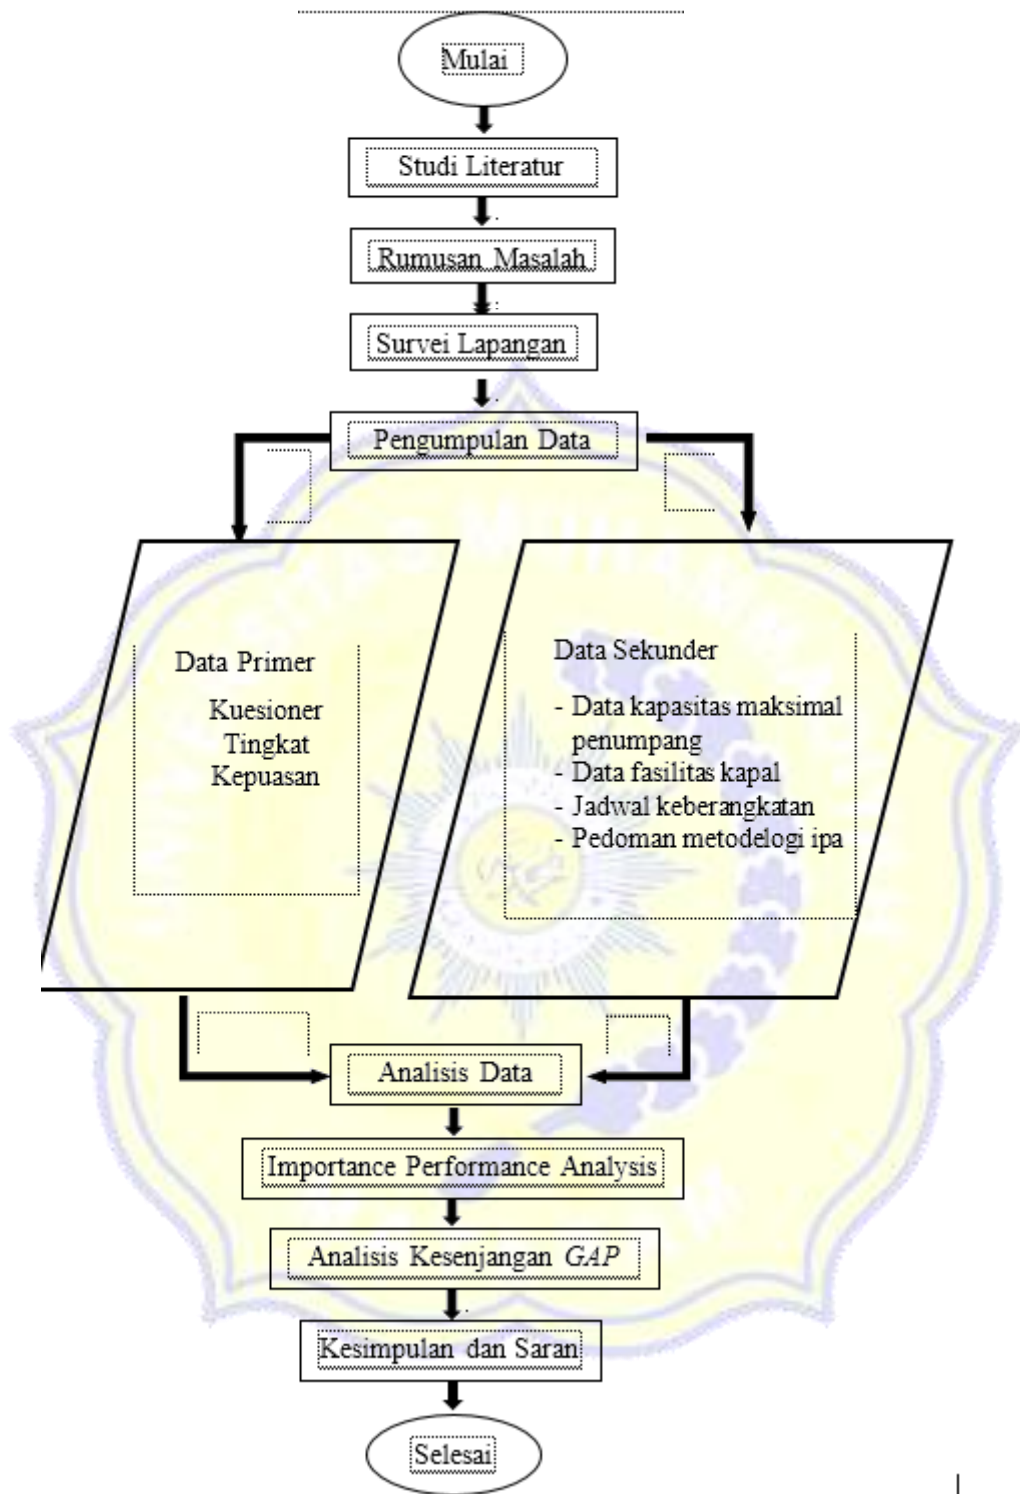 Mulai
Studi Literatur
Rumusan Masalah
Survei Lapangan
Pengumpulan Data
Data Primer
Kuesioner
Tingkat
Kepuasan
Data Sekunder
- Data kapasitas maksimal
penumpang
- Data fasilitas kapal
- Jadwal keberangkatan
- Pedoman metodelogi ipa
Analisis Data
Importance Performance Analysis
Analisis Kesenjangan GAP
Kesimpulan dan Saran
Selesai